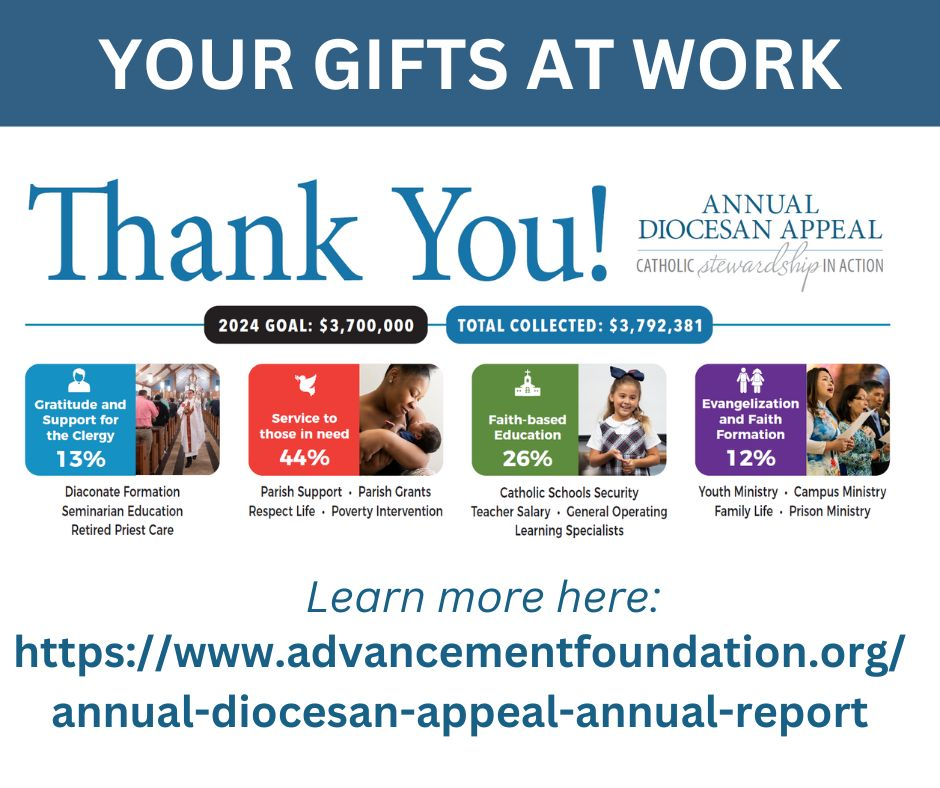 YOUR GIFTS AT WORK
Thank You!
ANNUAL
DIOCESAN APPEAL
CATHOLIC stewardship IN ACTION
2024 GOAL: $3,700,000
TOTAL COLLECTED: $3,792,381
Gratitude and
Support for
the Clergy
13%
Diaconate Formation
Seminarian Education
Retired Priest Care
Service to
those in need
44%
Parish Support · Parish Grants
Respect Life · Poverty Intervention
Faith-based
Education
26%
Catholic Schools Security
Teacher Salary · General Operating
Learning Specialists
Evangelization
and Faith
Formation
12%
Youth Ministry · Campus Ministry
Family Life · Prison Ministry
Learn more here:
https://www.advancementfoundation.org/
annual-diocesan-appeal-annual-report